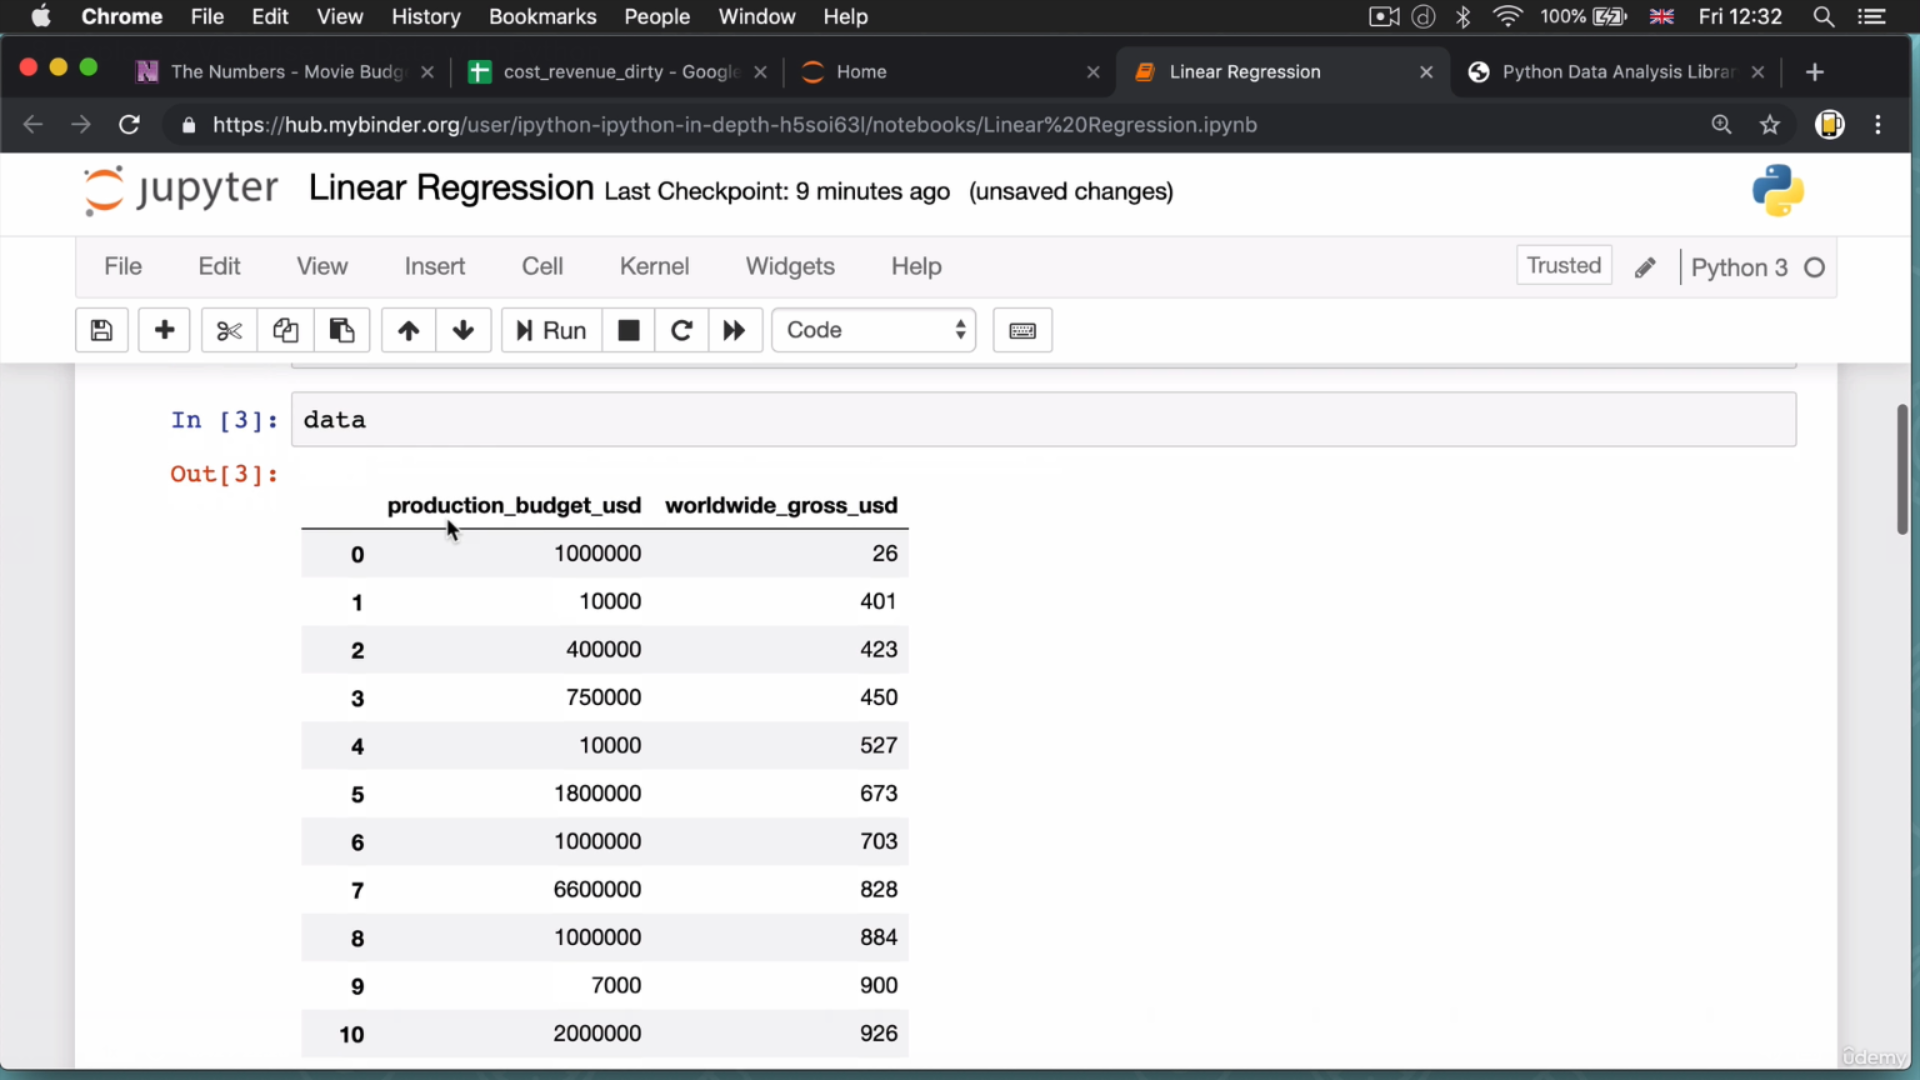 Chrome File Edit View History Bookmarks People Window Help 100% Fri 12:32
The Numbers - Movie Budg cost_revenue_dirty - Google Home Linear Regression Python Data Analysis Librar
https://hub.mybinder.org/user/ipython-ipython-in-depth-h5soi63l/notebooks/Linear%20Regression.ipynb
jupyter Linear Regression Last Checkpoint: 9 minutes ago (unsaved changes)
File Edit View Insert Cell Kernel Widgets Help Trusted Python 3
Run Code
In [3]: data
Out[3]:
production_budget_usd worldwide_gross_usd
0 1000000 26
1 10000 401
2 400000 423
3 750000 450
4 10000 527
5 1800000 673
6 1000000 703
7 6600000 828
8 1000000 884
9 7000 900
10 2000000 926
ûdemy